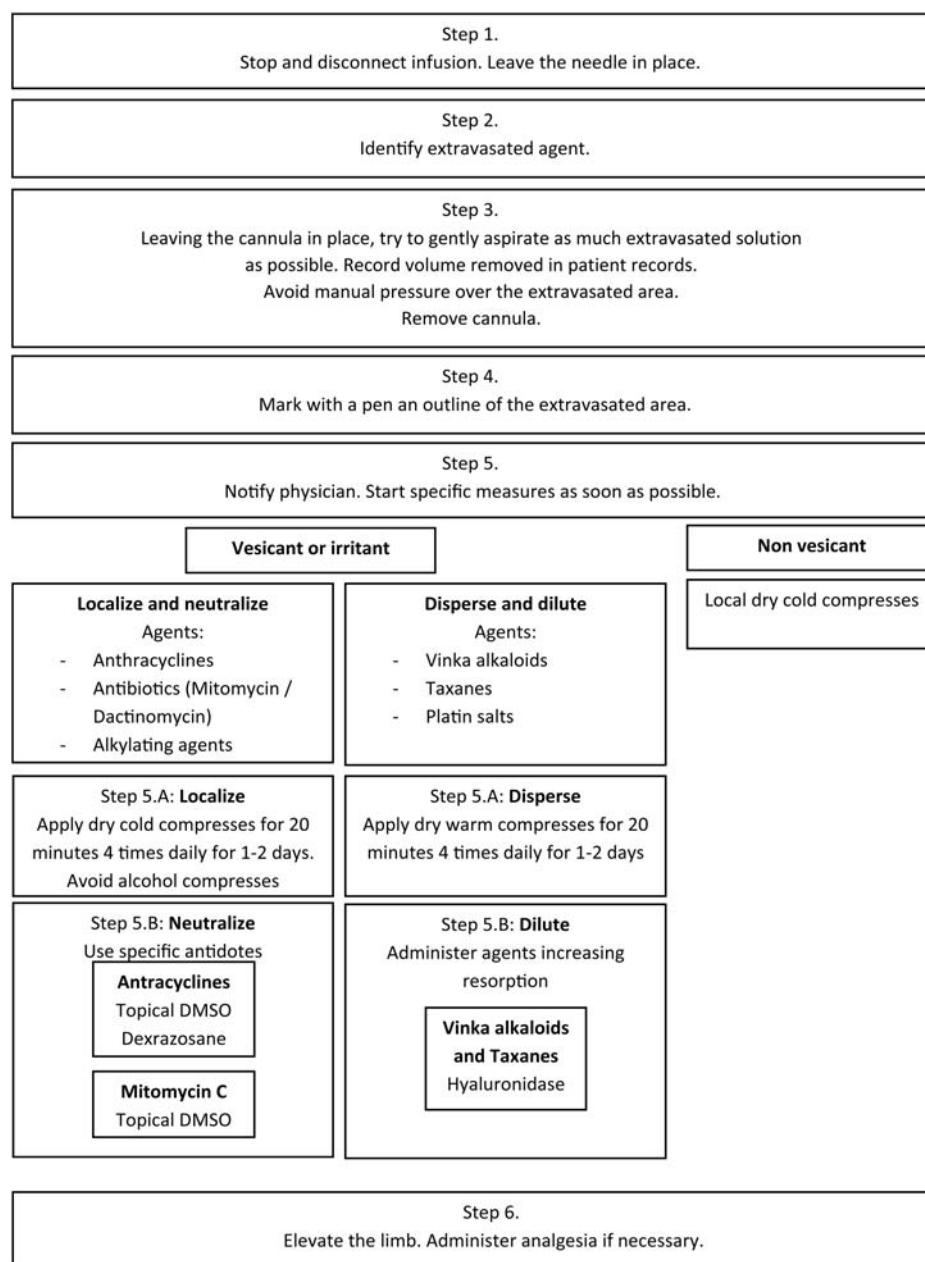 Step 1.
Stop and disconnect infusion. Leave the needle in place.
Step 2.
Identify extravasated agent.
Step 3.
Leaving the cannula in place, try to gently aspirate as much extravasated solution
as possible. Record volume removed in patient records.
Avoid manual pressure over the extravasated area.
Remove cannula.
Step 4.
Mark with a pen an outline of the extravasated area.
Step 5.
Notify physician. Start specific measures as soon as possible.
Vesicant or irritant
Localize and neutralize
Agents:
- Anthracyclines
- Antibiotics (Mitomycin /
Dactinomycin)
- Alkylating agents
Step 5.A: Localize
Apply dry cold compresses for 20
minutes 4 times daily for 1-2 days.
Avoid alcohol compresses
Step 5.B: Neutralize
Use specific antidotes
Antracyclines
Topical DMSO
Dexrazosane
Mitomycin C
Topical DMSO
Disperse and dilute
Agents:
- Vinka alkaloids
- Taxanes
- Platin salts
Step 5.A: Disperse
Apply dry warm compresses for 20
minutes 4 times daily for 1-2 days
Step 5.B: Dilute
Administer agents increasing
resorption
Vinka alkaloids
and Taxanes
Hyaluronidase
Non vesicant
Local dry cold compresses
Step 6.
Elevate the limb. Administer analgesia if necessary.